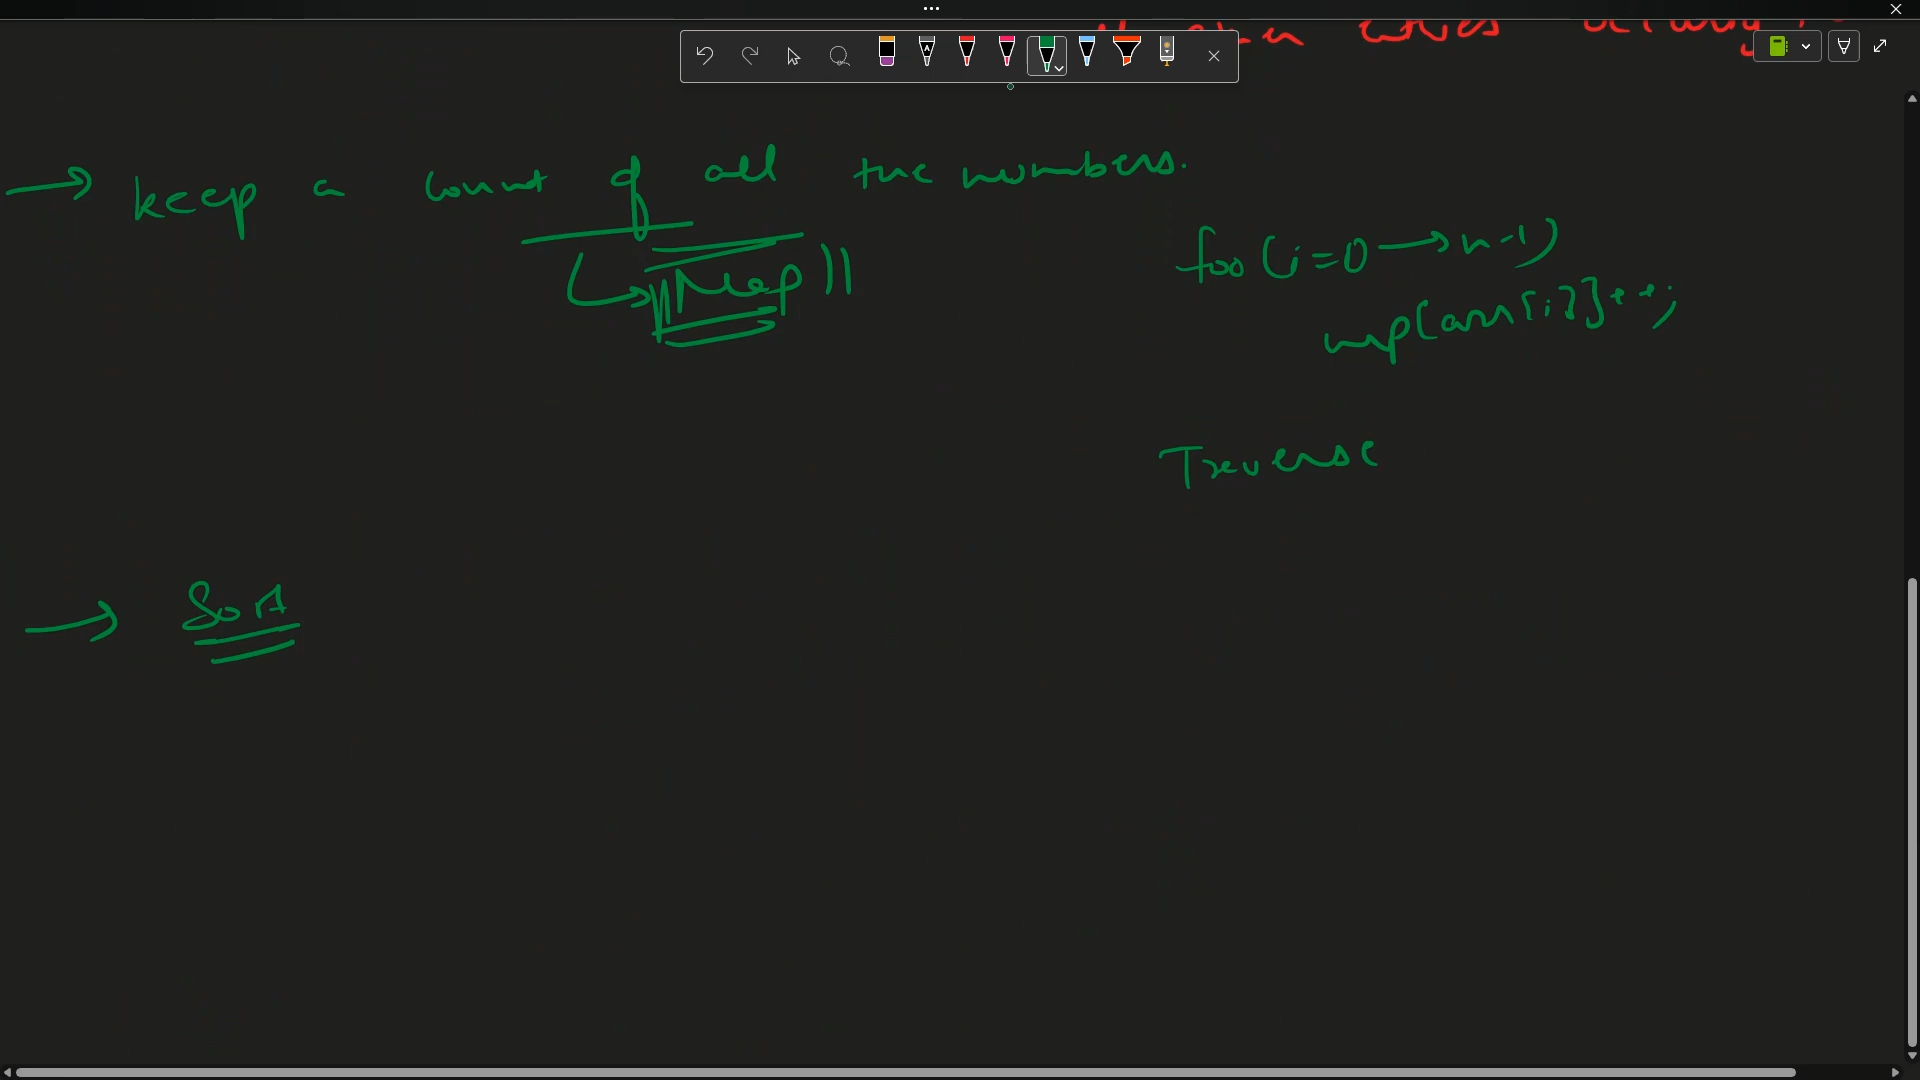 → keep a count of all the numbers.
↳ Map
for (i=0 → n-1)
mp[arr[i]]++;
Traverse
→ Sort